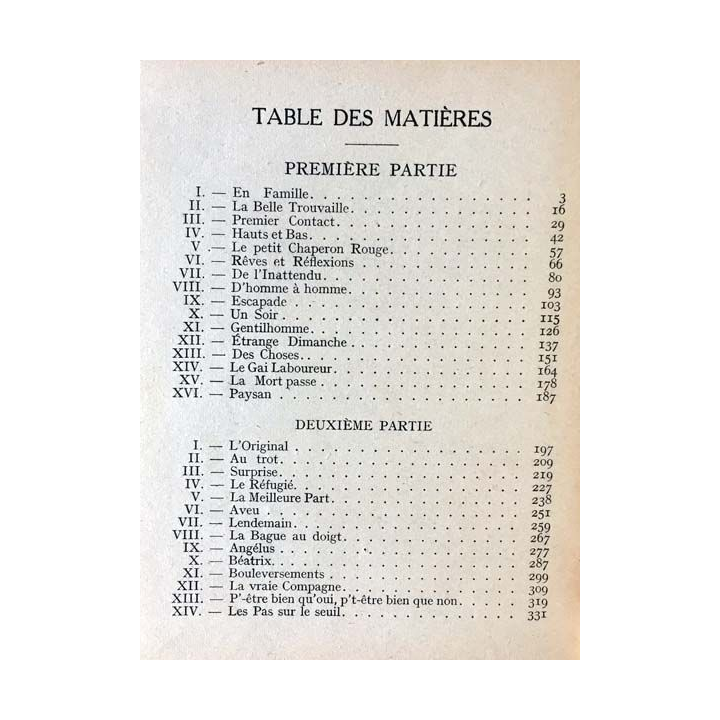 TABLE DES MATIÈRES
PREMIÈRE PARTIE
I. — En Famille. . . . . . . . . . . . . . . 3
II. — La Belle Trouvaille. . . . . . . . . . . . 16
III. — Premier Contact. . . . . . . . . . . . . 29
IV. — Hauts et Bas. . . . . . . . . . . . . . 42
V .— Le petit Chaperon Rouge. . . . . . . . . . 57
VI. — Rêves et Réflexions . . . . . . . . . . . 66
VII. — De l'Inattendu . . . . . . . . . . . . . 80
VIII. — D'homme à homme. . . . . . . . . . . . 93
IX. — Escapade . . . . . . . . . . . . . . . 103
X. — Un Soir . . . . . . . . . . . . . . . . 115
XI. — Gentilhomme. . . . . . . . . . . . . . 126
XII. — Étrange Dimanche . . . . . . . . . . . . 137
XIII. — Des Choses. . . . . . . . . . . . . . . 151
XIV. — Le Gai Laboureur. . . . . . . . . . . . . 164
XV. — La Mort passe . . . . . . . . . . . . . 178
XVI. — Paysan . . . . . . . . . . . . . . . . 187
DEUXIÈME PARTIE
I. — L'Original . . . . . . . . . . . . . . . 197
II. — Au trot. . . . . . . . . . . . . . . . 209
III. — Surprise. . . . . . . . . . . . . . . . 219
IV. — Le Réfugié. . . . . . . . . . . . . . . 227
V. — La Meilleure Part. . . . . . . . . . . . . 238
VI. — Aveu . . . . . . . . . . . . . . . . . 251
VII. — Lendemain. . . . . . . . . . . . . . . 259
VIII. — La Bague au doigt. . . . . . . . . . . . 267
IX. — Angélus . . . . . . . . . . . . . . . . 277
X. — Béatrix. . . . . . . . . . . . . . . . . 287
XI. — Bouleversements . . . . . . . . . . . . . 299
XII. — La vraie Compagne. . . . . . . . . . . . 309
XIII. — P'-être bien qu'oui, p't-être bien que non. . . . . 319
XIV. — Les Pas sur le seuil. . . . . . . . . . . . 331